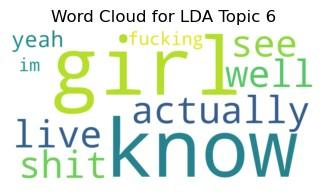 Word Cloud for LDA Topic 6
yeah fucking see
im girl well
actually
live know
shit